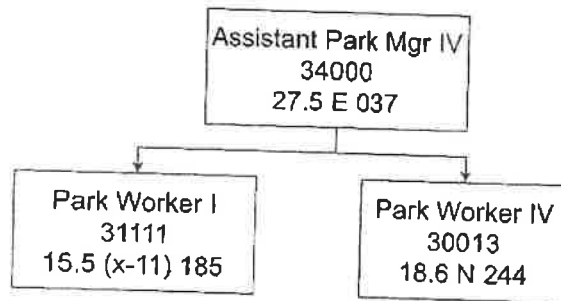 Assistant Park Mgr IV
34000
27.5 E 037
Park Worker I
31111
15.5 (x-11) 185
Park Worker IV
30013
18.6 N 244